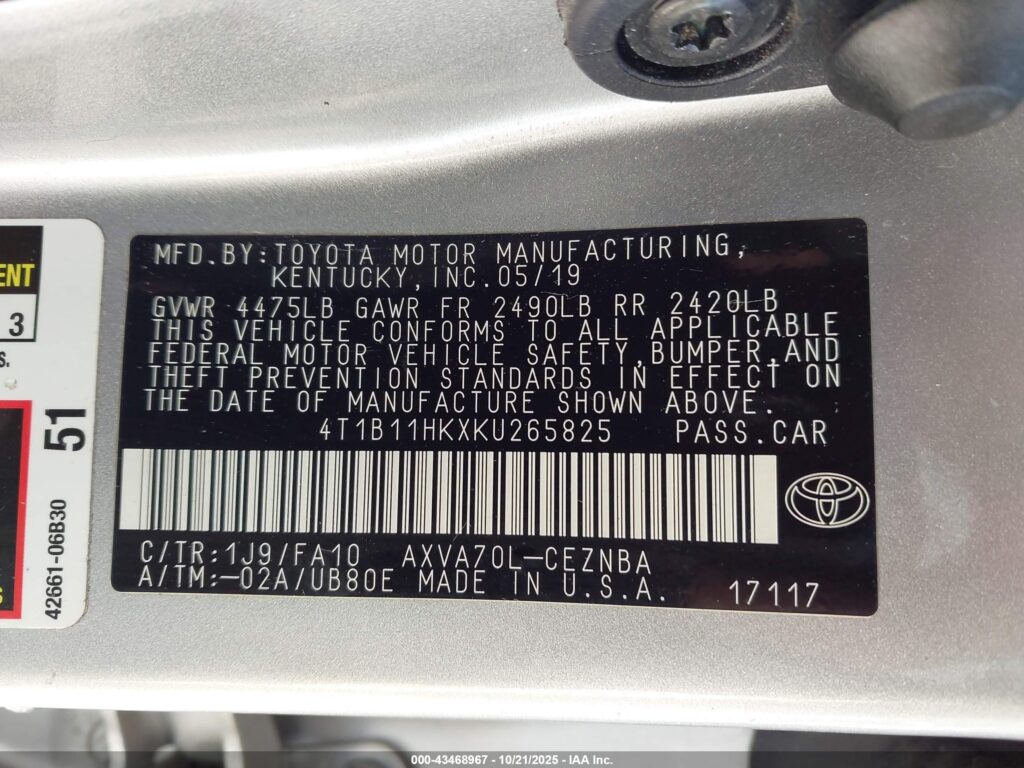 ENT
3
S.
51
42661-06B30
S
MFD.BY:TOYOTA MOTOR MANUFACTURING,
KENTUCKY, INC.05/19
GVWR 4475LB GAWR FR 2490LB RR 2420LB
THIS VEHICLE CONFORMS TO ALL APPLICABLE
FEDERAL MOTOR VEHICLE SAFETY,BUMPER,AND
THEFT PREVENTION STANDARDS IN EFFECT ON
THE DATE OF MANUFACTURE SHOWN ABOVE.
4T1B11HKXKU265825 PASS.CAR
C/TR:1J9/FA10 AXVA70L-CEZNBA
A/TM:-02A/UB80E MADE IN U.S.A. 17117
000-43468967 | 10/21/2025 - IAA Inc.